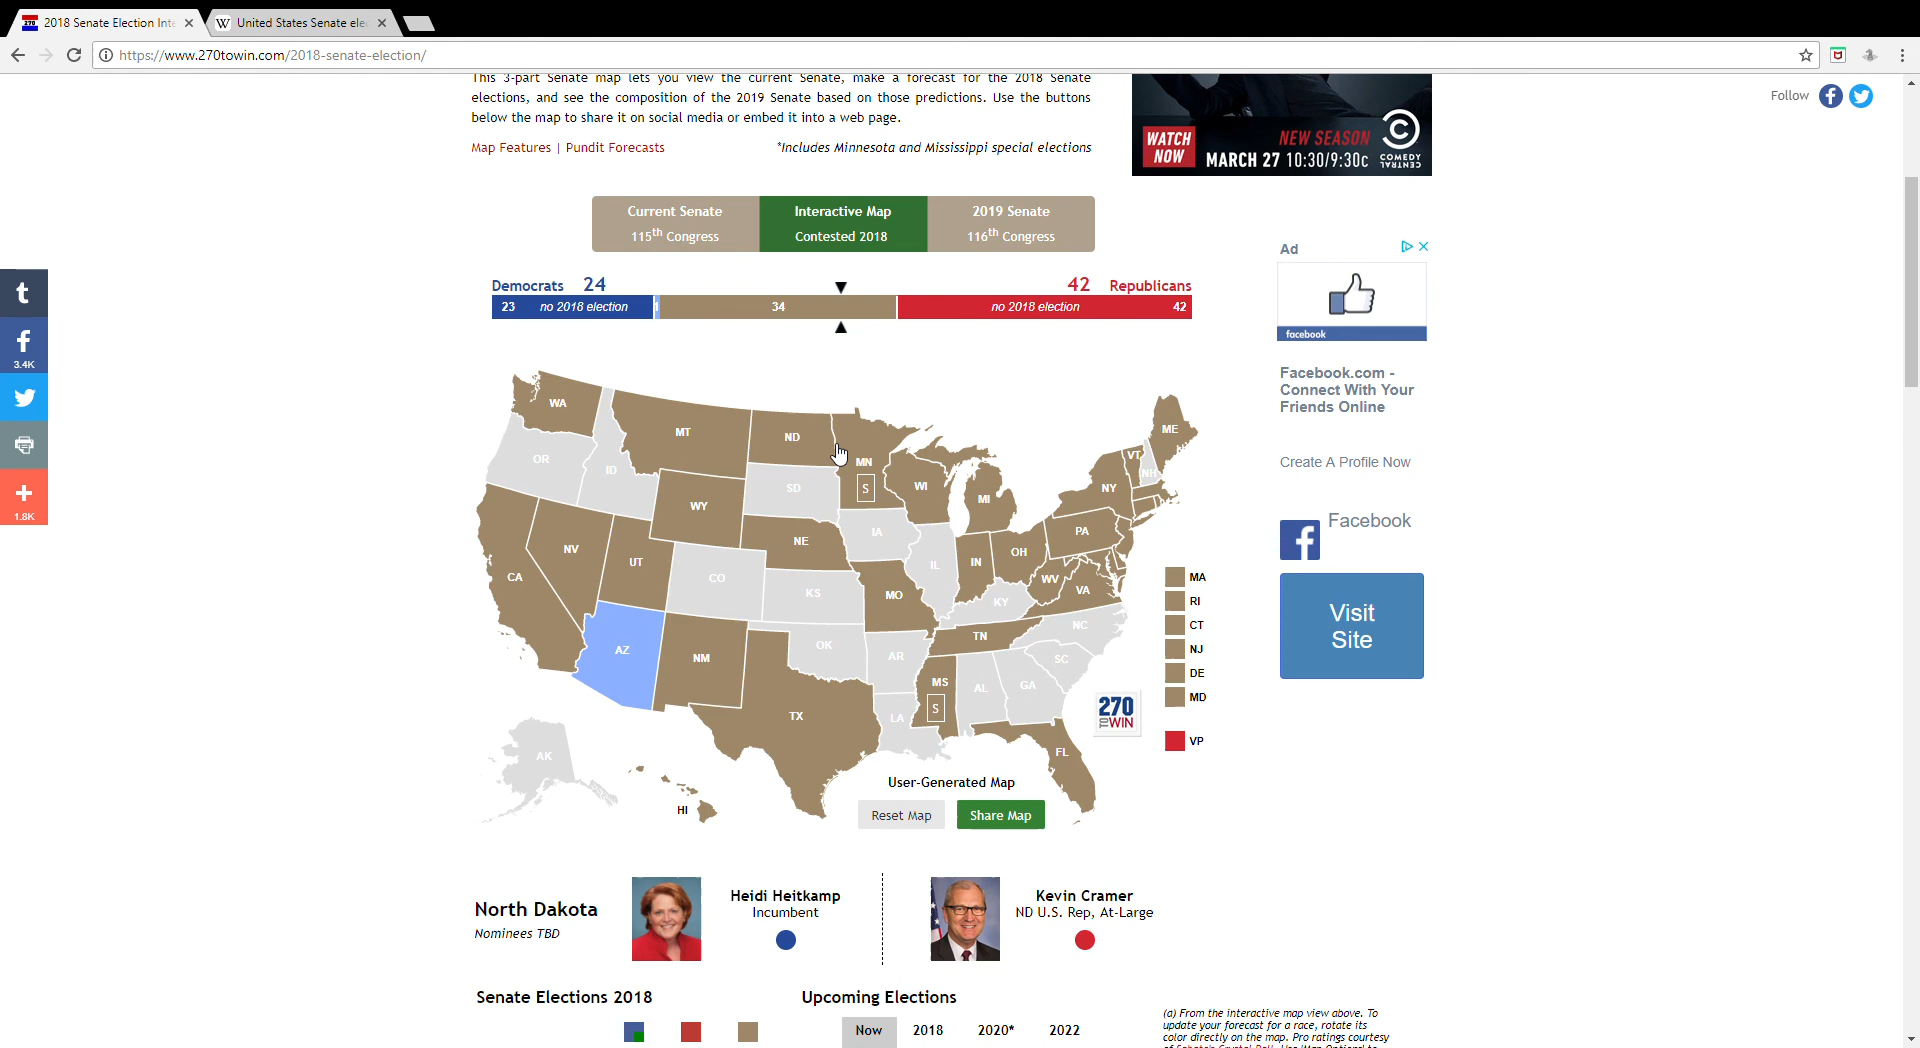 2018 Senate Election Inte
United States Senate ele
https://www.270towin.com/2018-senate-election/
This 3-part Senate map lets you view the current Senate, make a forecast for the 2018 Senate
elections, and see the composition of the 2019 Senate based on those predictions. Use the buttons
below the map to share it on social media or embed it into a web page.
Map Features | Pundit Forecasts
*Includes Minnesota and Mississippi special elections
WATCH NOW
NEW SEASON
MARCH 27 10:30/9:30c
COMEDY
CENTRAL
Follow
Current Senate
115th Congress
Interactive Map
Contested 2018
2019 Senate
116th Congress
Democrats 24
42 Republicans
23 no 2018 election
1
34
no 2018 election 42
Ad
facebook
Facebook.com -
Connect With Your
Friends Online
Create A Profile Now
Facebook
Visit
Site
3.4K
1.8K
WA
MT
ND
MN
S
OR
ID
SD
WY
WI
MI
ME
VT
NH
NY
NV
UT
NE
IA
PA
CA
CO
KS
MO
IL
IN
OH
WV
VA
KY
NC
TN
SC
AZ
NM
OK
AR
MS
S
AL
GA
TX
LA
FL
AK
HI
MA
RI
CT
NJ
DE
MD
VP
270
TO WIN
User-Generated Map
Reset Map
Share Map
North Dakota
Nominees TBD
Heidi Heitkamp
Incumbent
Kevin Cramer
ND U.S. Rep, At-Large
Senate Elections 2018
Upcoming Elections
Now 2018 2020* 2022
(a) From the interactive map view above. To
update your forecast for a race, rotate its
color directly on the map. Pro ratings courtesy